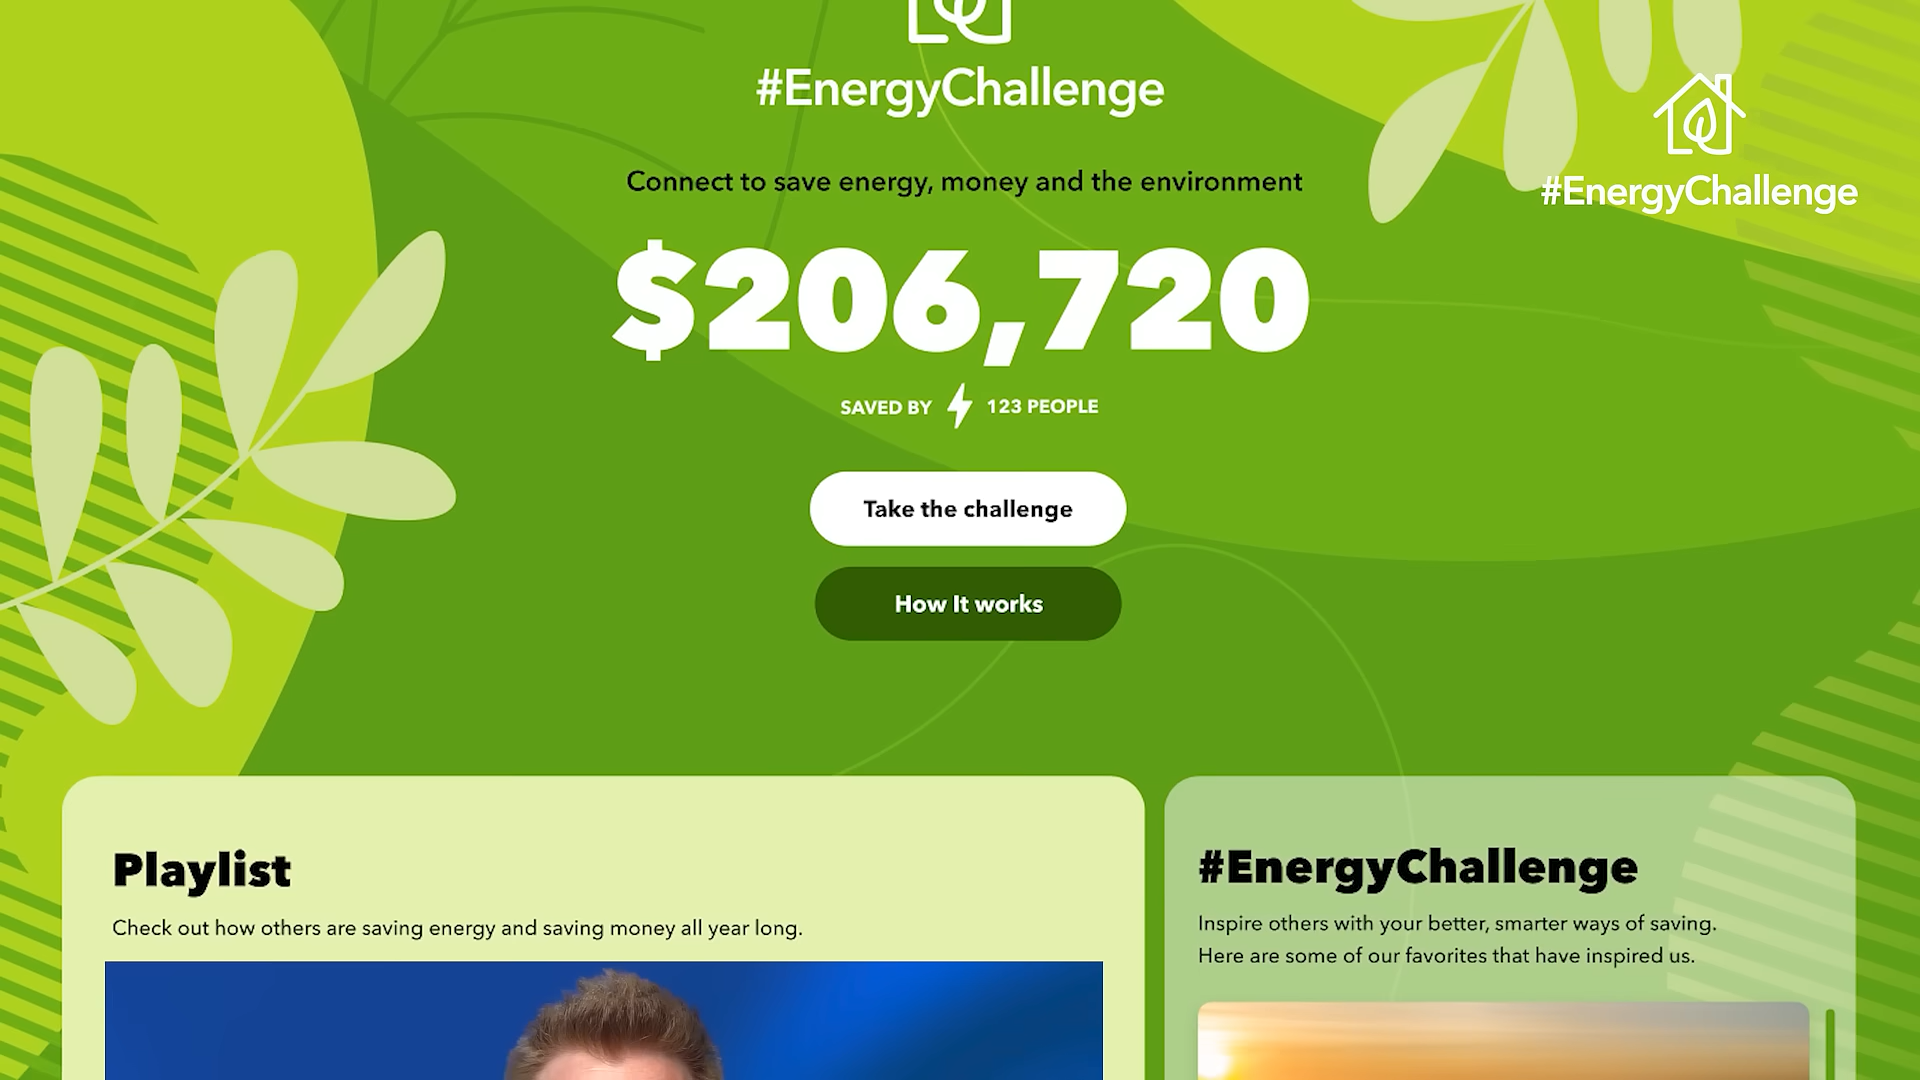 #EnergyChallenge
#EnergyChallenge
Connect to save energy, money and the environment
$206,720
SAVED BY 123 PEOPLE
Take the challenge
How It works
Playlist
Check out how others are saving energy and saving money all year long.
#EnergyChallenge
Inspire others with your better, smarter ways of saving.
Here are some of our favorites that have inspired us.